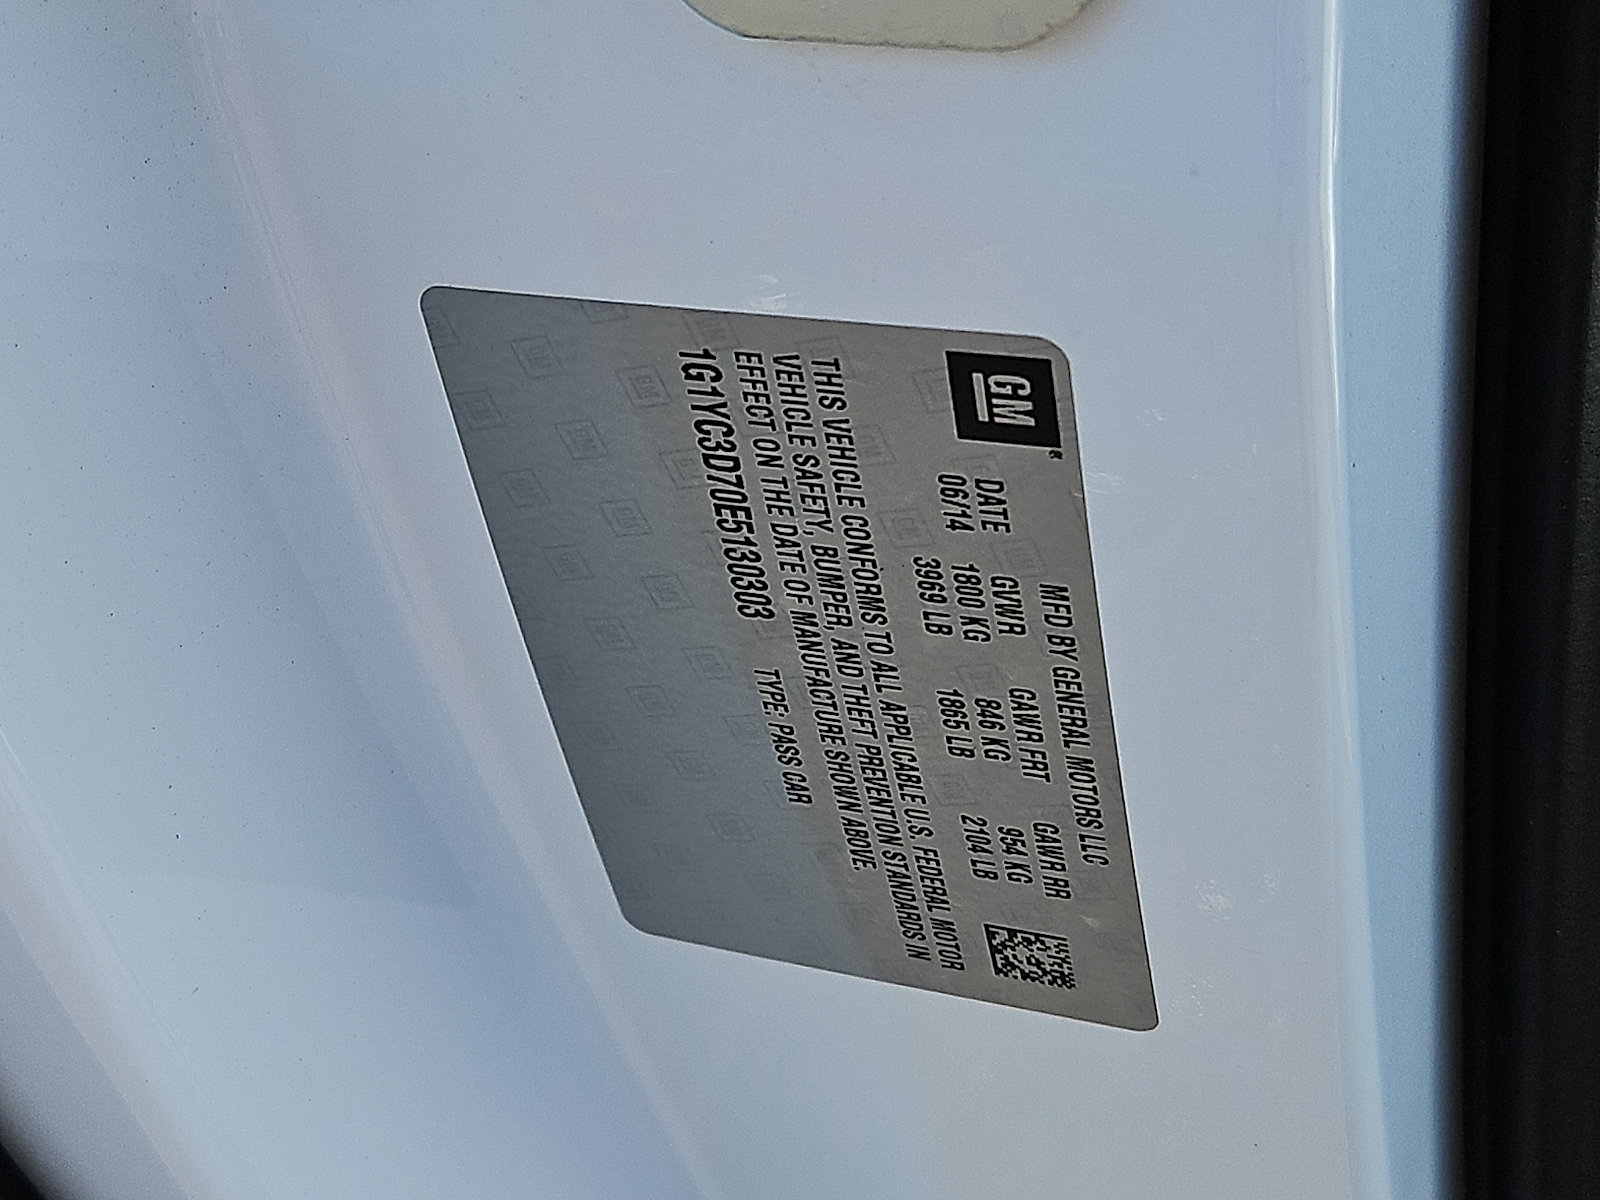 GM®
MFD BY GENERAL MOTORS LLC
DATE GVWR GAWR FRT GAWR RR
06/14 1800 KG 846 KG 954 KG
3969 LB 1865 LB 2104 LB
THIS VEHICLE CONFORMS TO ALL APPLICABLE U.S. FEDERAL MOTOR
VEHICLE SAFETY, BUMPER, AND THEFT PREVENTION STANDARDS IN
EFFECT ON THE DATE OF MANUFACTURE SHOWN ABOVE.
1G1YC3D70E5130303 TYPE: PASS CAR